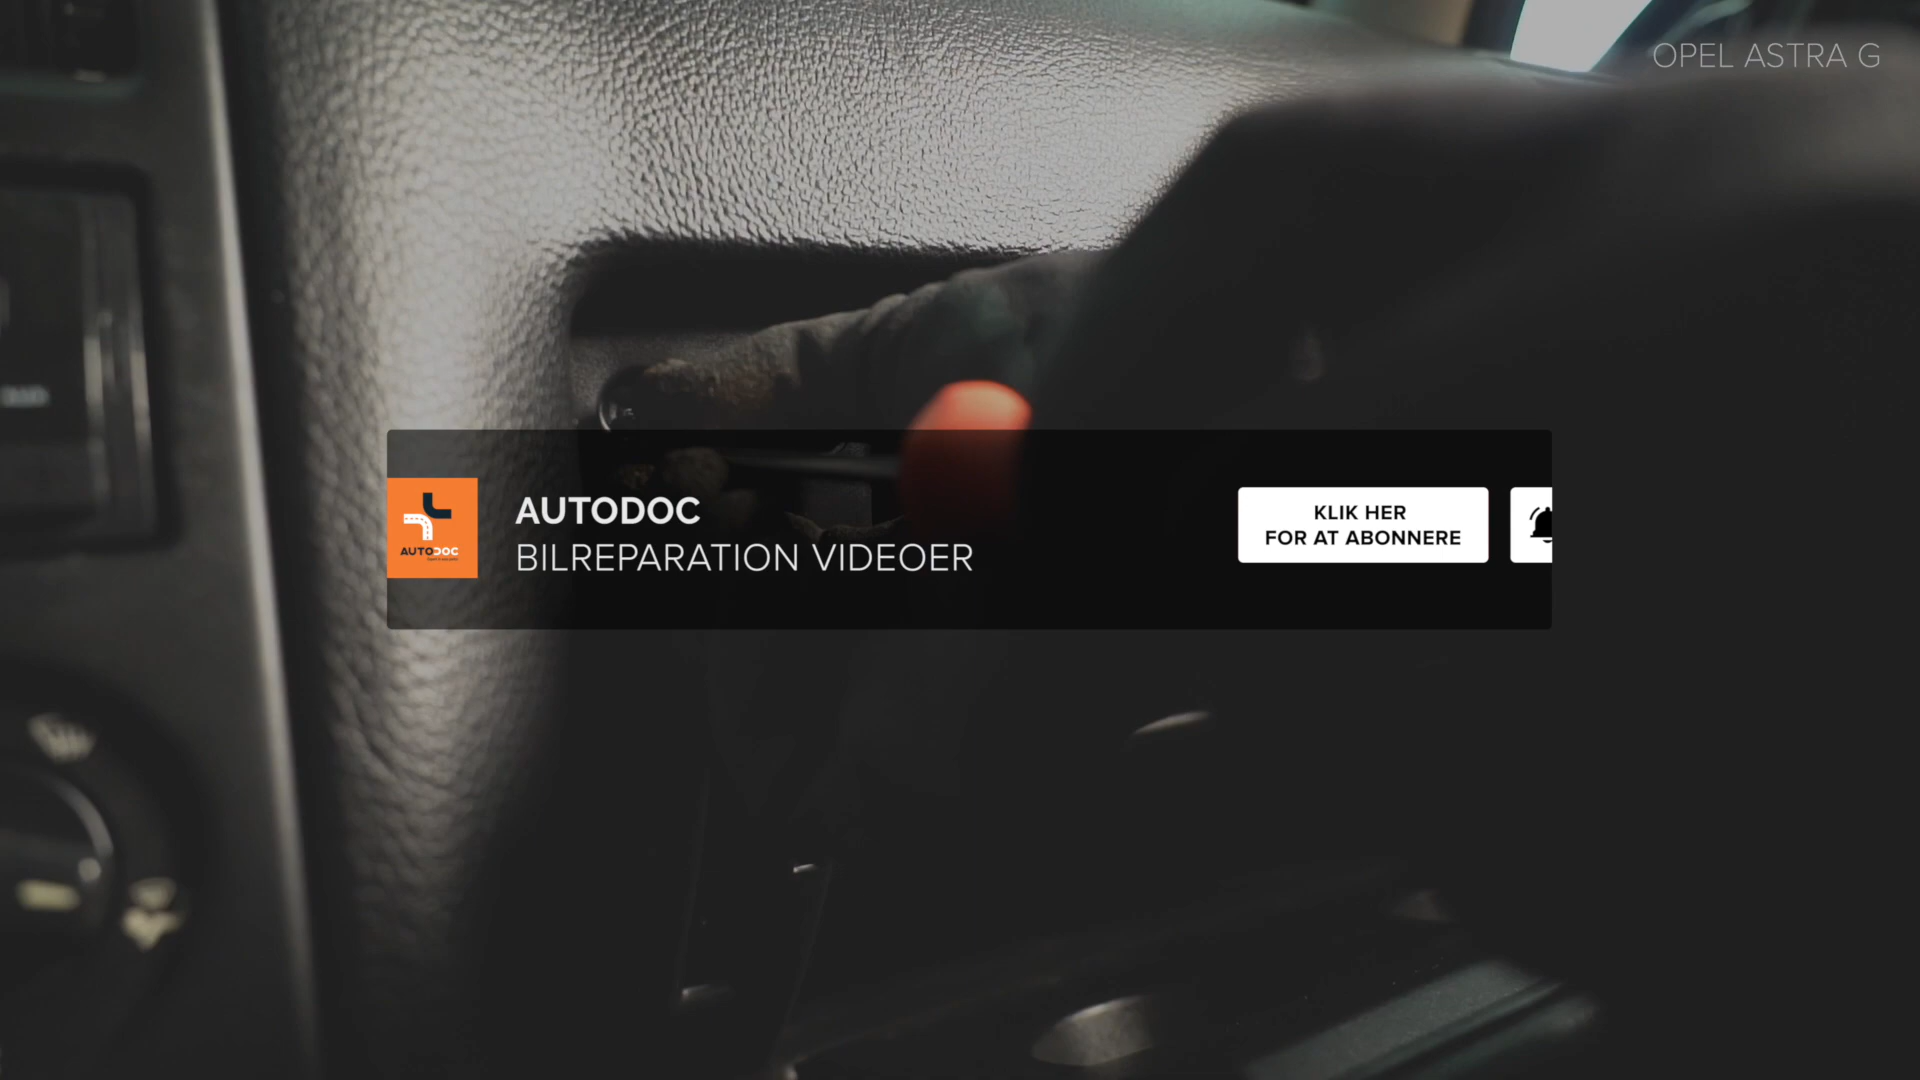 OPEL ASTRA G
AUTODOC
BILREPARATION VIDEOER
KLIK HER
FOR AT ABONNERE
AUTODOC